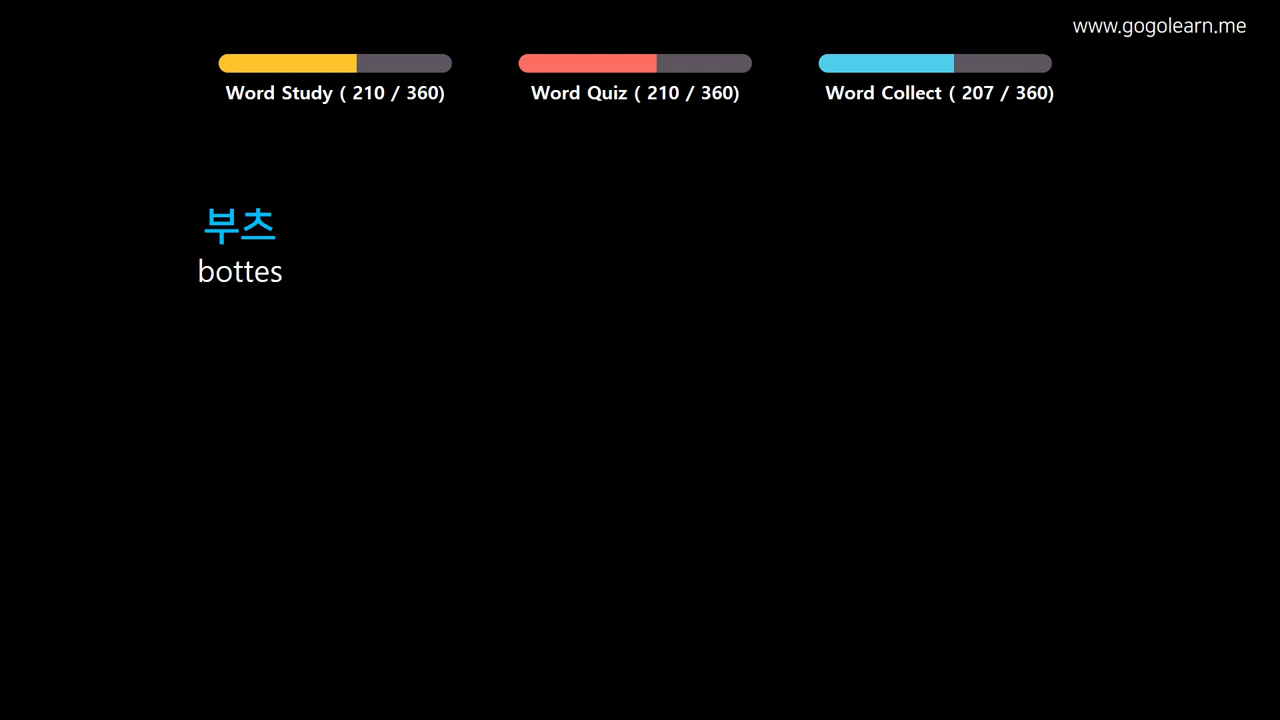 www.gogolearn.me
Word Study ( 210 / 360)
Word Quiz ( 210 / 360)
Word Collect ( 207 / 360)
부츠
bottes